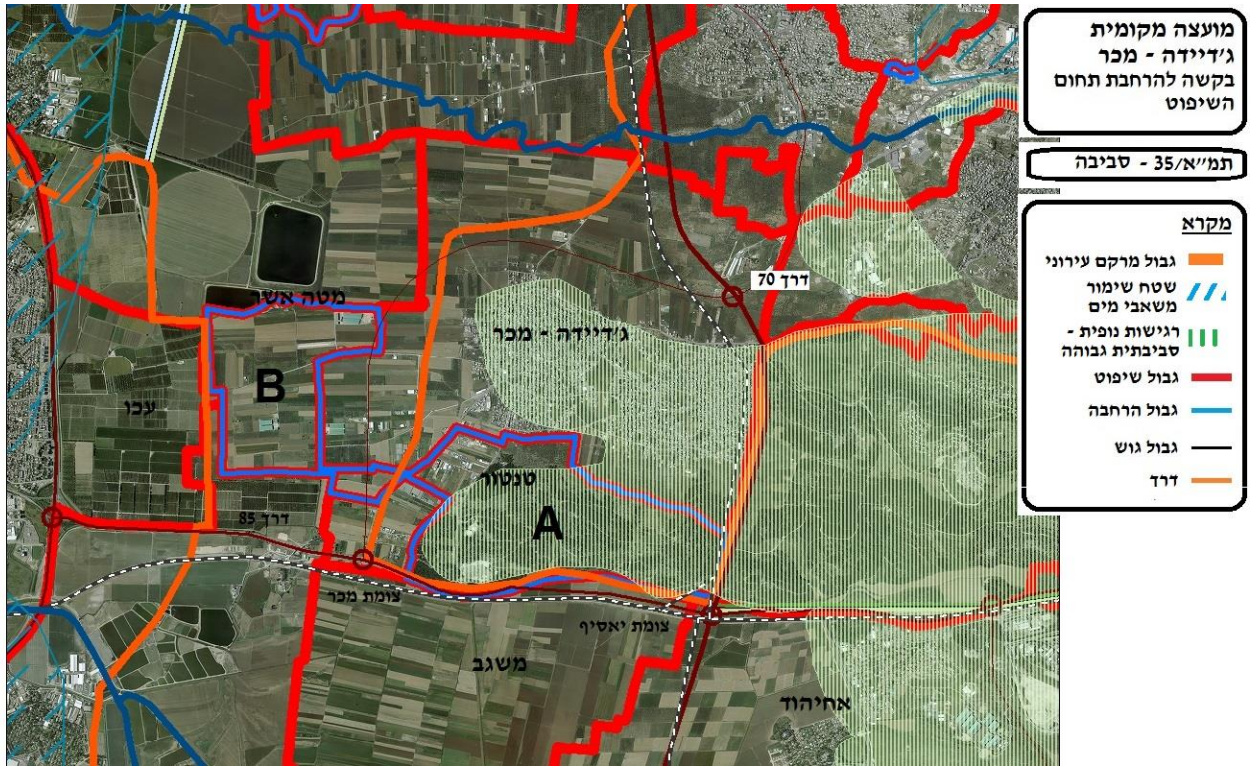 מועצה מקומית
ג'דיידה - מכר
בקשה להרחבת תחום
השיפוט
תמ"א/35 - סביבה
מקרא
גבול מרקם עירוני
שטח שימור
משאבי מים
רגישות נופית -
סביבתית גבוהה
גבול שיפוט
גבול הרחבה
גבול גוש
דרך
דרך 70
מטה אשר
ג'דיידה - מכר
B
עכו
טנטור
A
דרך 85
צומת מכר
צומת יאסיף
משגב
אחיהוד